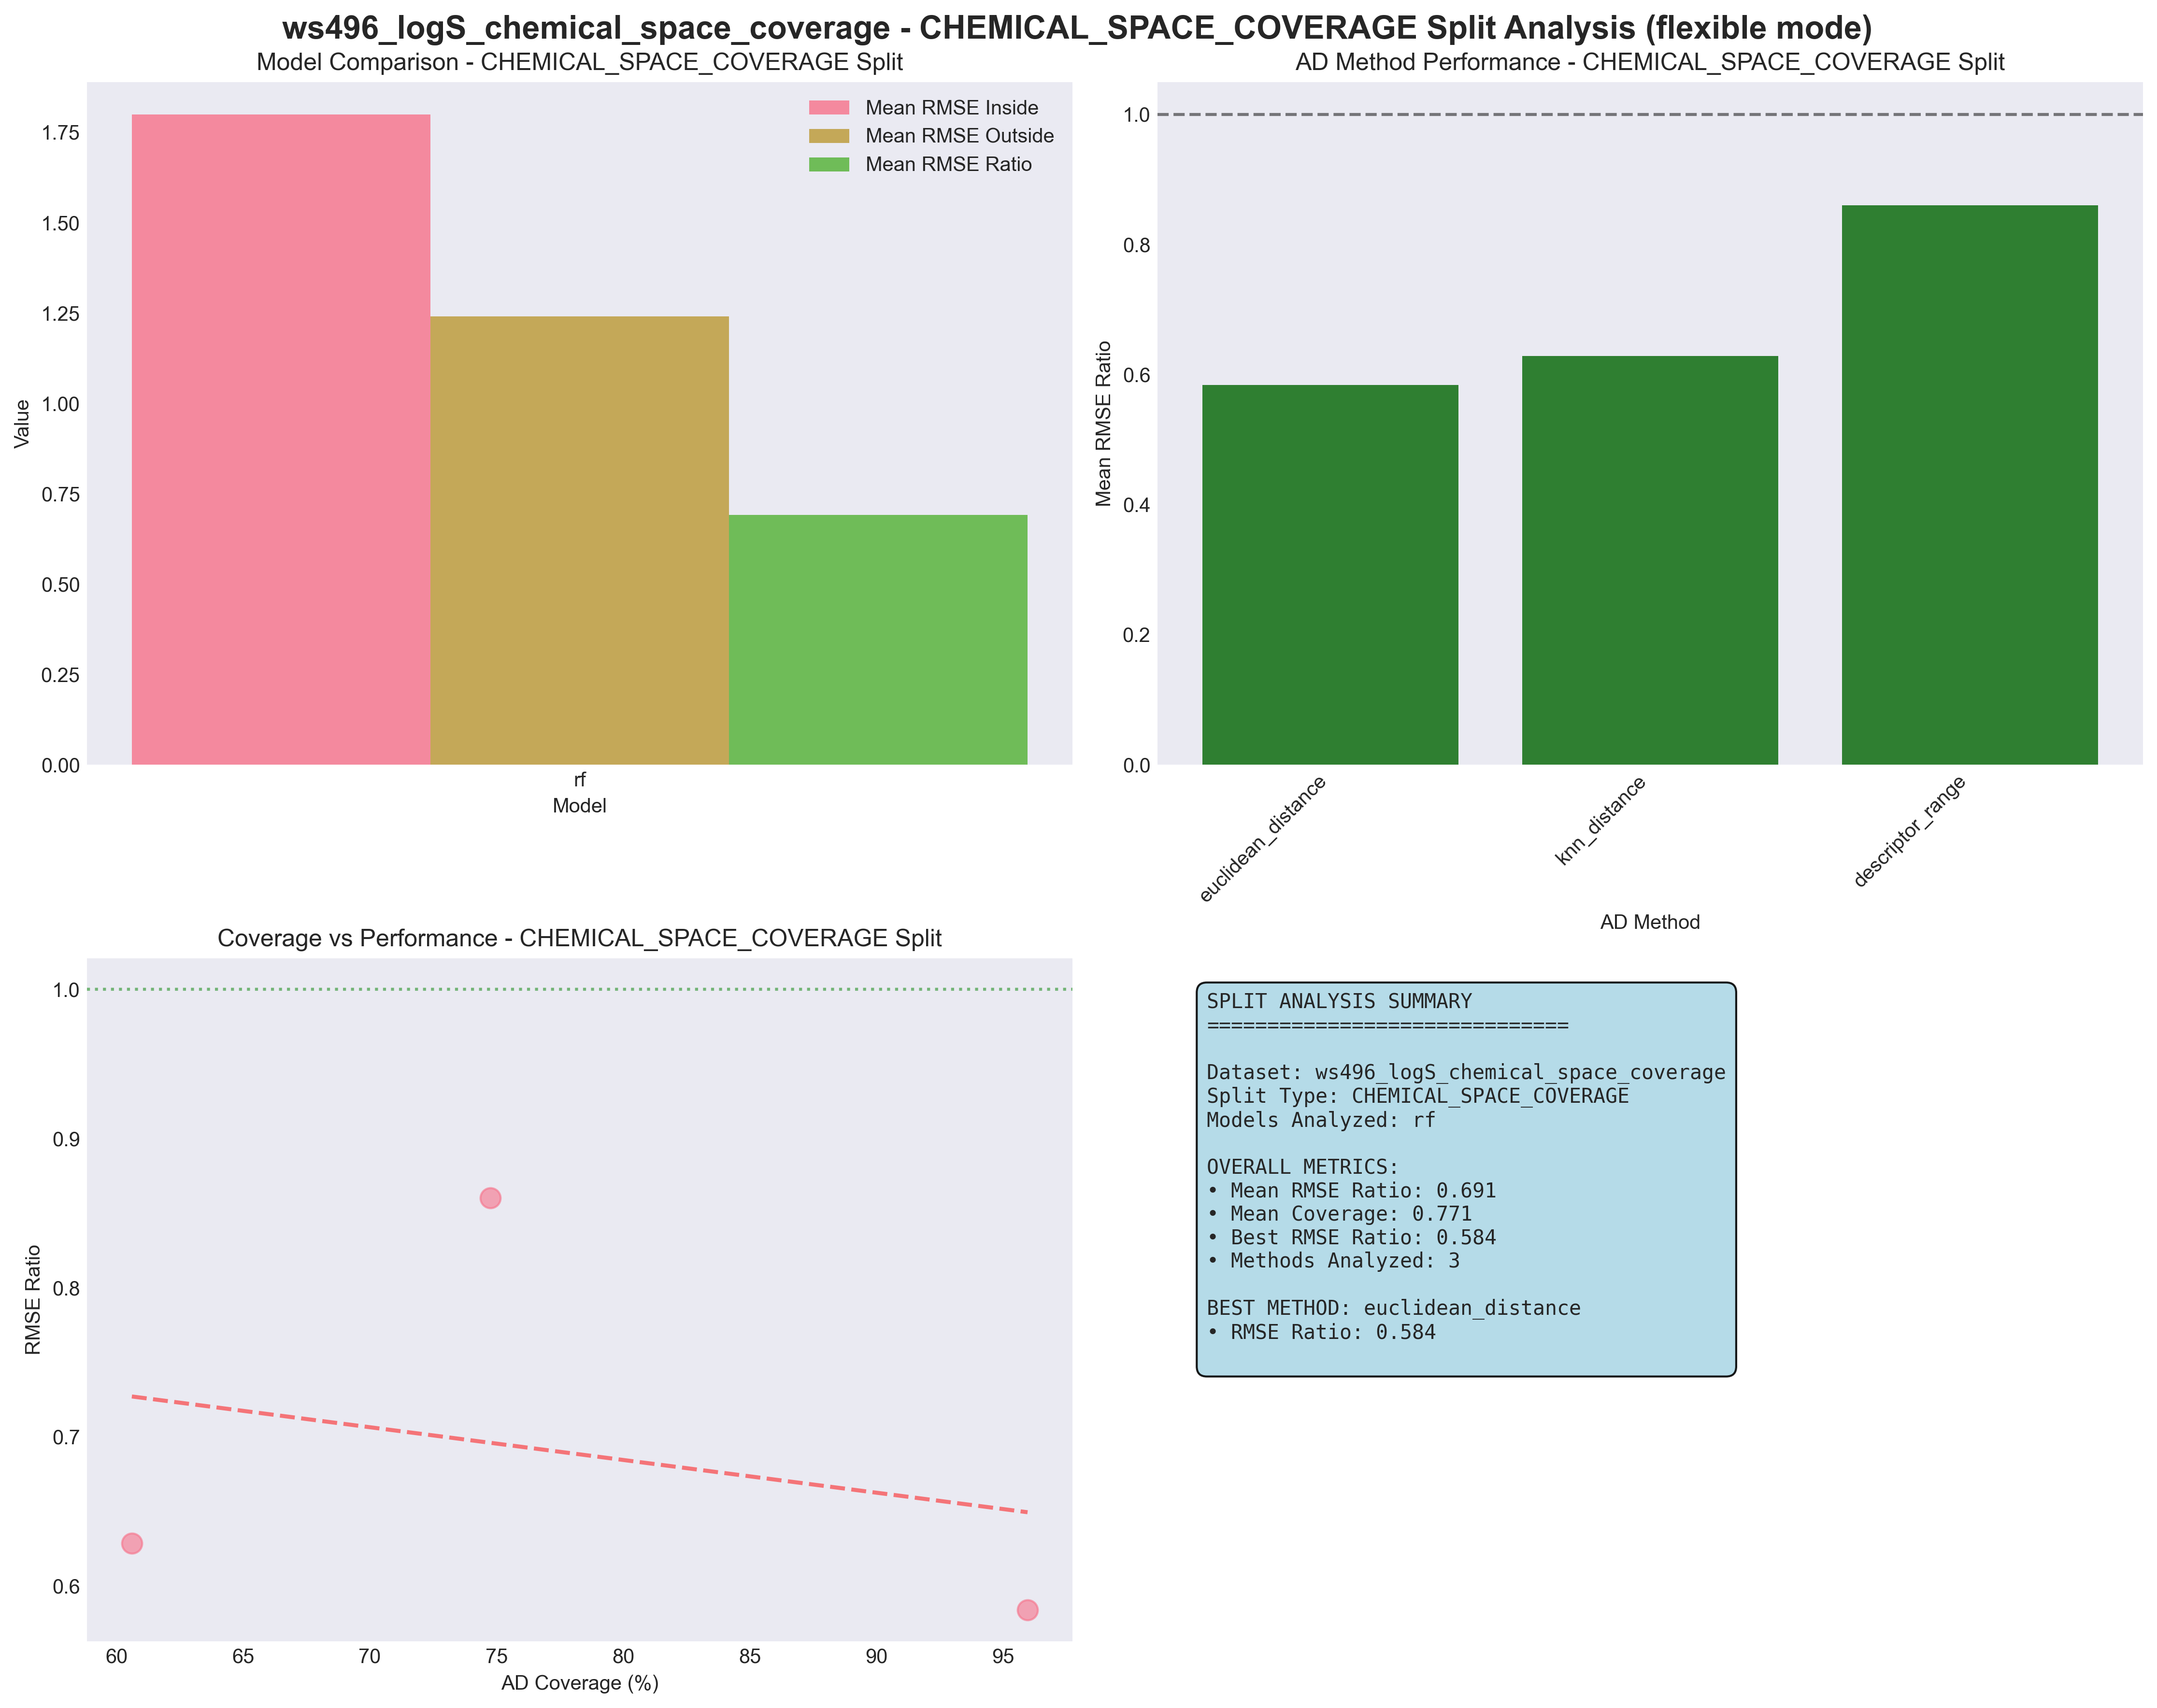 ws496_logS_chemical_space_coverage - CHEMICAL_SPACE_COVERAGE Split Analysis (flexible mode)
Model Comparison - CHEMICAL_SPACE_COVERAGE Split
Mean RMSE Inside
Mean RMSE Outside
Mean RMSE Ratio
Value
1.75
1.50
1.25
1.00
0.75
0.50
0.25
0.00
rf
Model
AD Method Performance - CHEMICAL_SPACE_COVERAGE Split
Mean RMSE Ratio
1.0
0.8
0.6
0.4
0.2
0.0
euclidean_distance
knn_distance
descriptor_range
AD Method
Coverage vs Performance - CHEMICAL_SPACE_COVERAGE Split
RMSE Ratio
1.0
0.9
0.8
0.7
0.6
60 65 70 75 80 85 90 95
AD Coverage (%)
SPLIT ANALYSIS SUMMARY
==============================
Dataset: ws496_logS_chemical_space_coverage
Split Type: CHEMICAL_SPACE_COVERAGE
Models Analyzed: rf
OVERALL METRICS:
• Mean RMSE Ratio: 0.691
• Mean Coverage: 0.771
• Best RMSE Ratio: 0.584
• Methods Analyzed: 3
BEST METHOD: euclidean_distance
• RMSE Ratio: 0.584